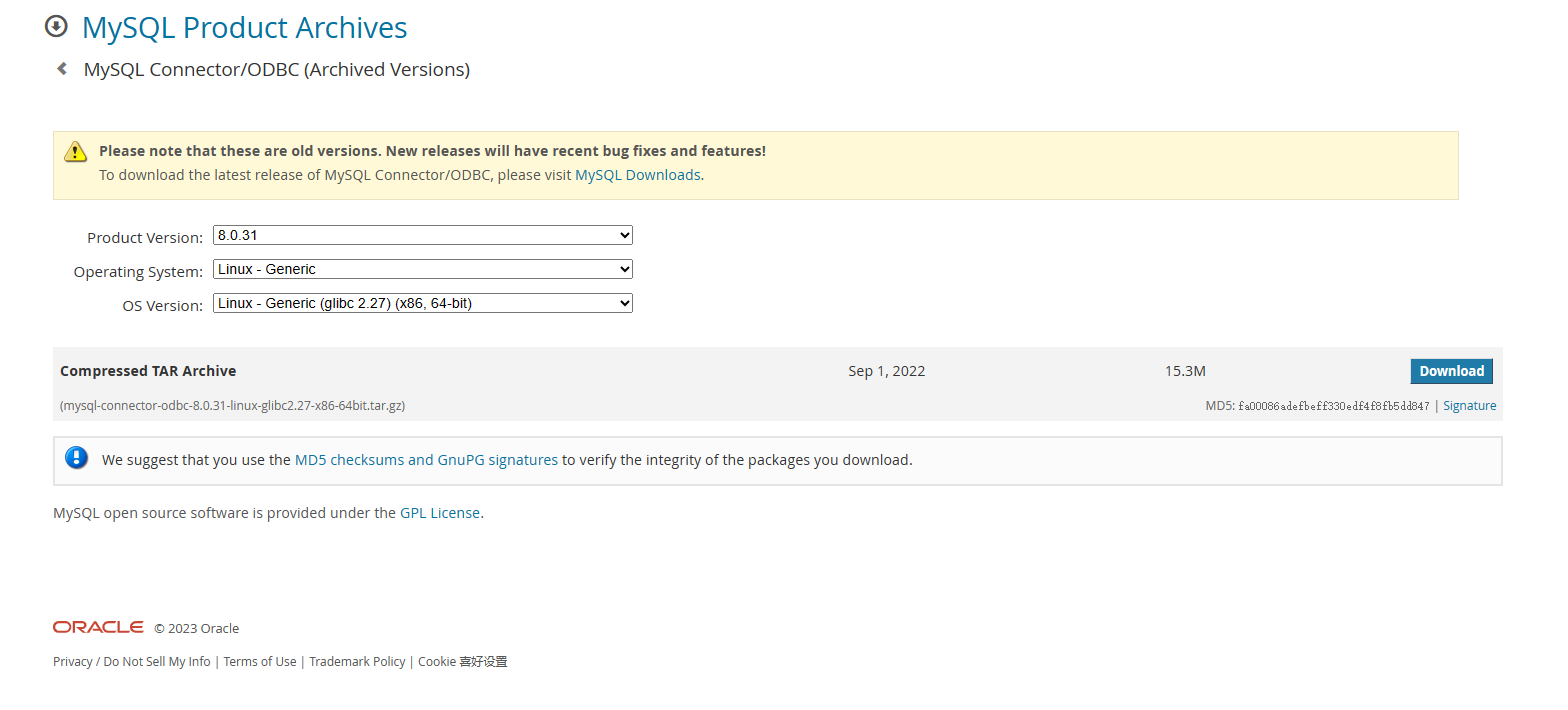 MySQL Product Archives
MySQL Connector/ODBC (Archived Versions)
Please note that these are old versions. New releases will have recent bug fixes and features!
To download the latest release of MySQL Connector/ODBC, please visit MySQL Downloads.
Product Version: 8.0.31
Operating System: Linux - Generic
OS Version: Linux - Generic (glibc 2.27) (x86, 64-bit)
Compressed TAR Archive Sep 1, 2022 15.3M Download
(mysql-connector-odbc-8.0.31-linux-glibc2.27-x86-64bit.tar.gz) MD5: fa00086adefbeff330edf4f8fb5dd847 | Signature
We suggest that you use the MD5 checksums and GnuPG signatures to verify the integrity of the packages you download.
MySQL open source software is provided under the GPL License.
ORACLE © 2023 Oracle
Privacy / Do Not Sell My Info | Terms of Use | Trademark Policy | Cookie 喜好设置